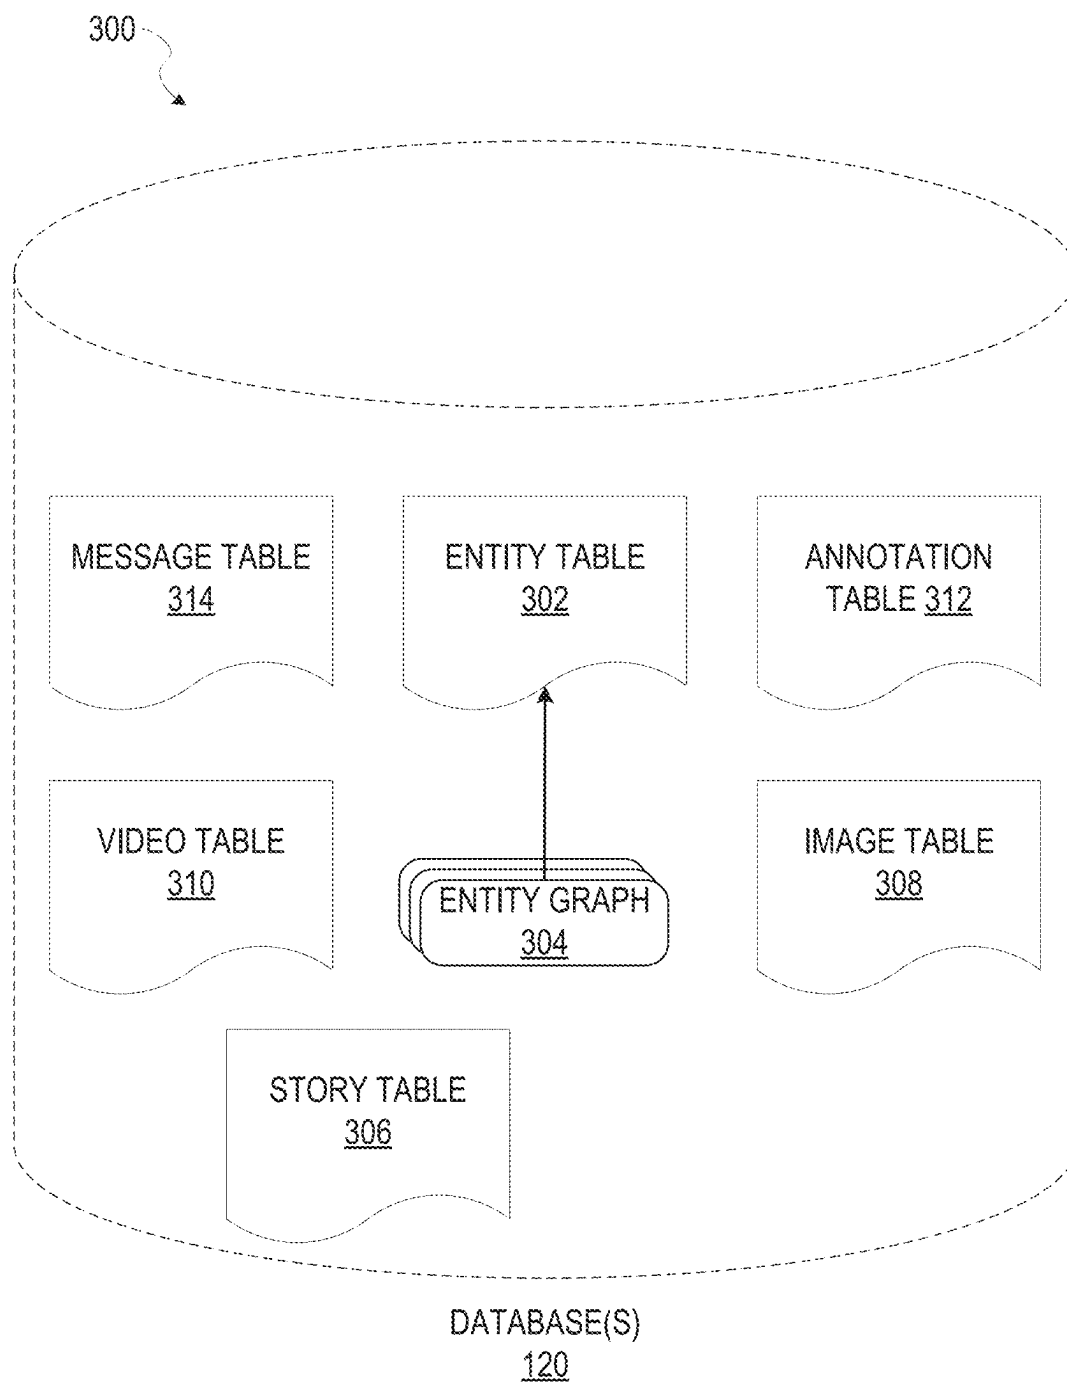 300
MESSAGE TABLE
314
ENTITY TABLE
302
ANNOTATION
TABLE 312
VIDEO TABLE
310
ENTITY GRAPH
304
IMAGE TABLE
308
STORY TABLE
306
DATABASE(S)
120